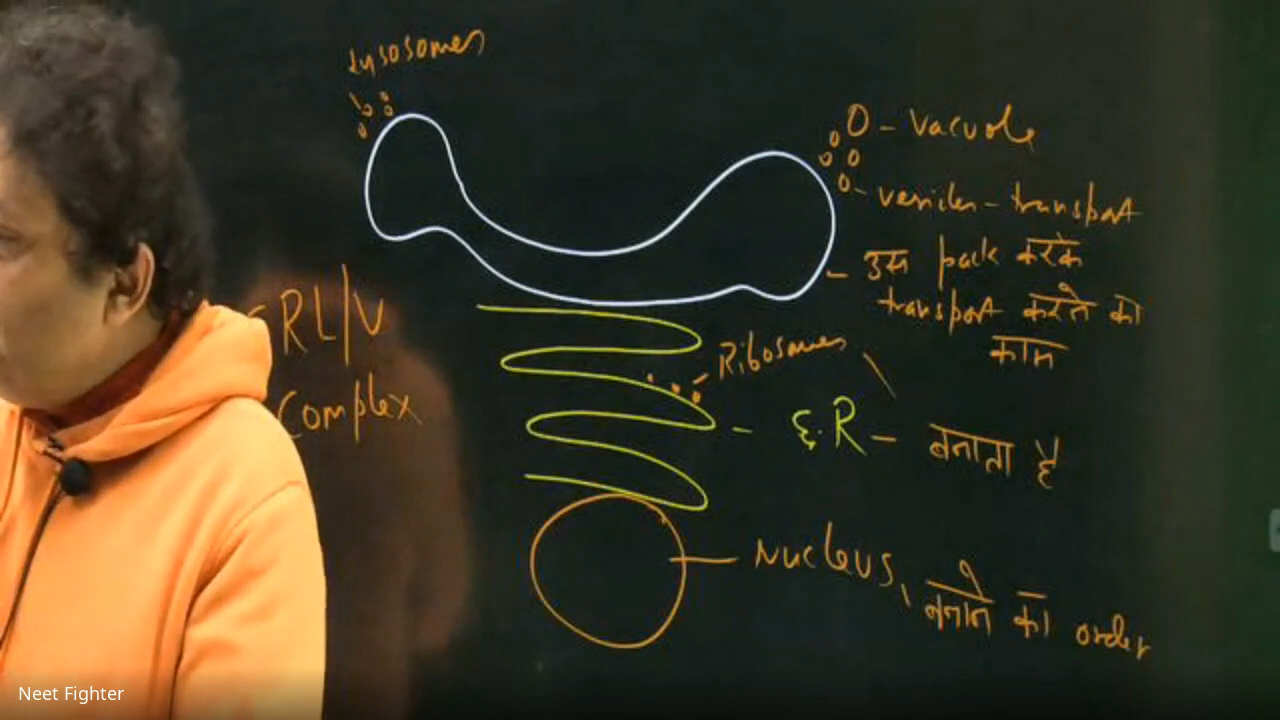 Lysosomes
O - Vacuole
O - vesicles - transport
- उस pack करके
transport करने का
काम
RL/V
Complex
- Ribosomes
- E.R - बनाता है
Nucleus, ने
बनाने का order
Neet Fighter